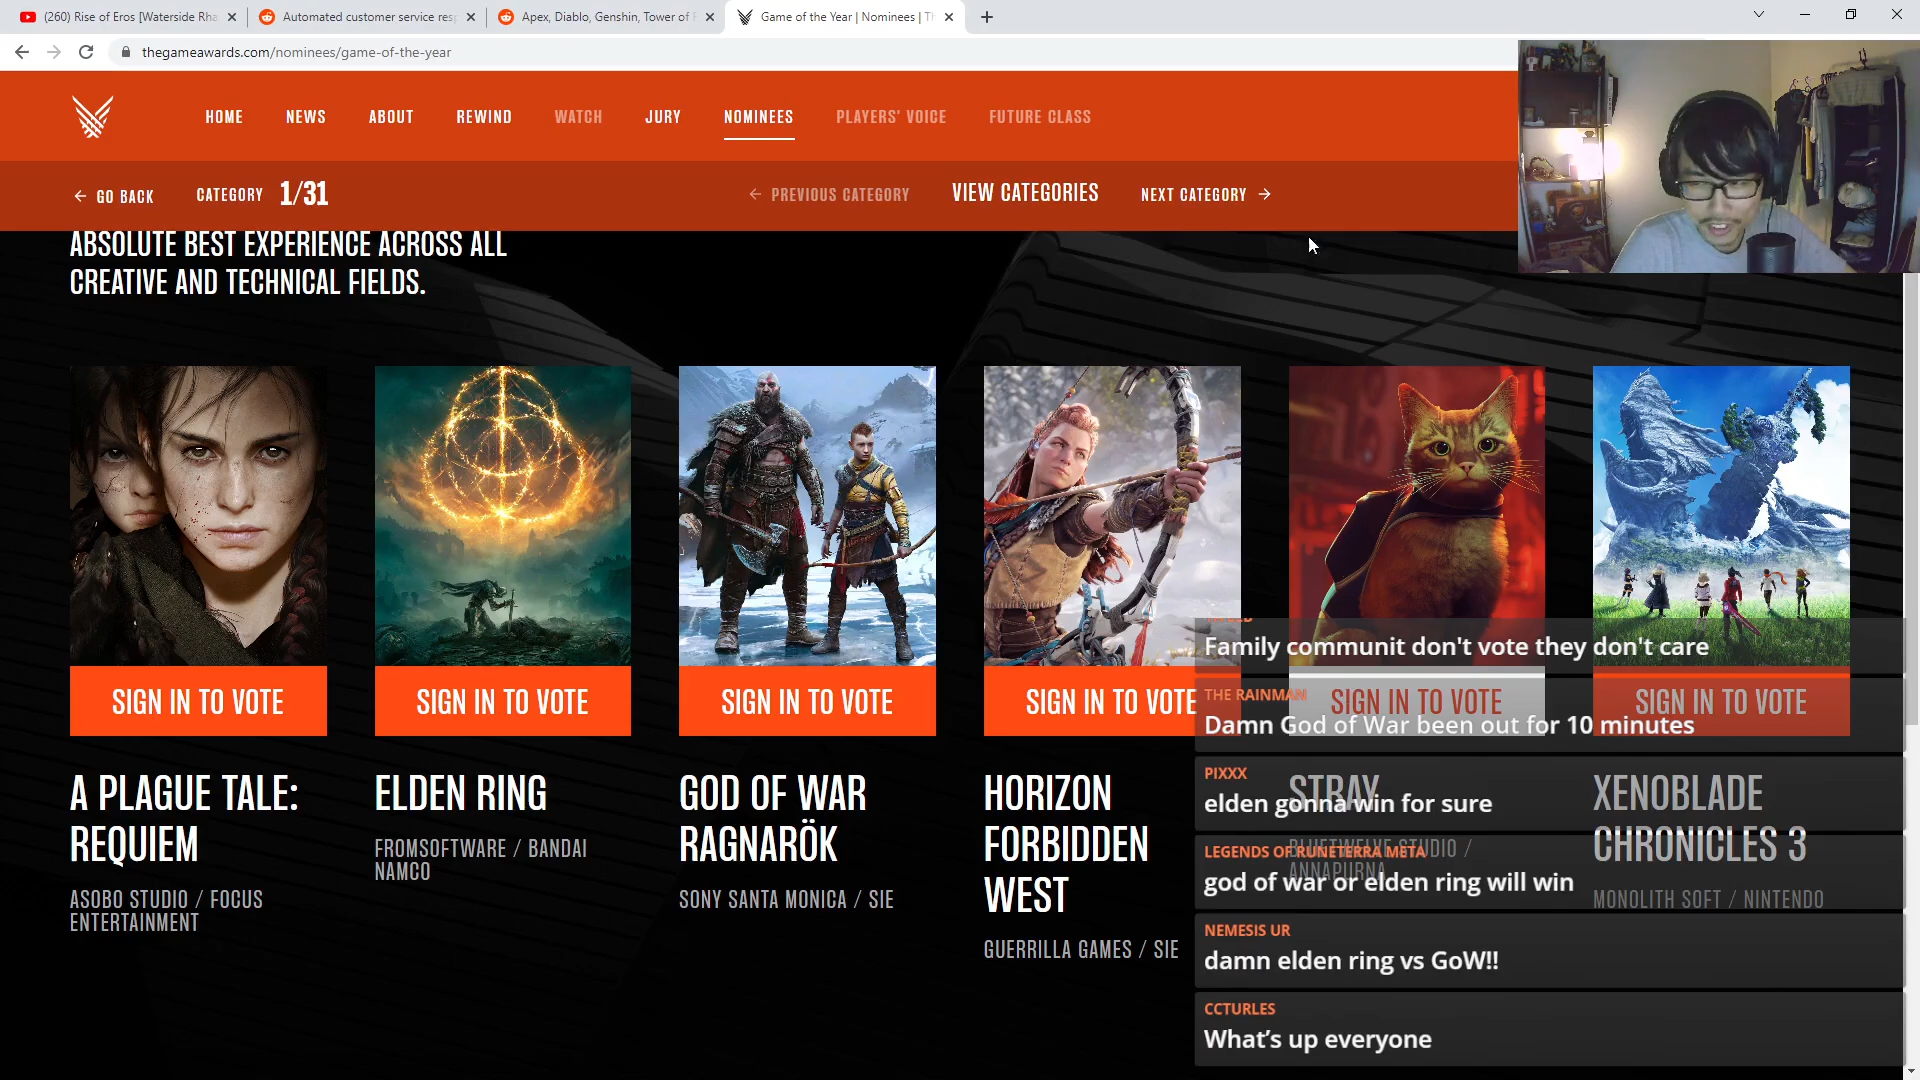 (260) Rise of Eros [Waterside Rha
Automated customer service resp
Apex, Diablo, Genshin, Tower of F
Game of the Year | Nominees | Th
thegameawards.com/nominees/game-of-the-year
HOME
NEWS
ABOUT
REWIND
WATCH
JURY
NOMINEES
PLAYERS' VOICE
FUTURE CLASS
GO BACK
CATEGORY 1/31
PREVIOUS CATEGORY
VIEW CATEGORIES
NEXT CATEGORY
ABSOLUTE BEST EXPERIENCE ACROSS ALL
CREATIVE AND TECHNICAL FIELDS.
SIGN IN TO VOTE
SIGN IN TO VOTE
SIGN IN TO VOTE
SIGN IN TO VOTE
SIGN IN TO VOTE
SIGN IN TO VOTE
A PLAGUE TALE:
REQUIEM
ASOBO STUDIO / FOCUS
ENTERTAINMENT
ELDEN RING
FROMSOFTWARE / BANDAI
NAMCO
GOD OF WAR
RAGNARÖK
SONY SANTA MONICA / SIE
HORIZON
FORBIDDEN
WEST
GUERRILLA GAMES / SIE
STRAY
BLUETWELVE STUDIO /
ANNAPURNA
XENOBLADE
CHRONICLES 3
MONOLITH SOFT / NINTENDO
Family communit don't vote they don't care
THE RAINMAN
Damn God of War been out for 10 minutes
PIXXX
elden gonna win for sure
LEGENDS OF RUNETERRA META
god of war or elden ring will win
NEMESIS UR
damn elden ring vs GoW!!
CCTURLES
What's up everyone